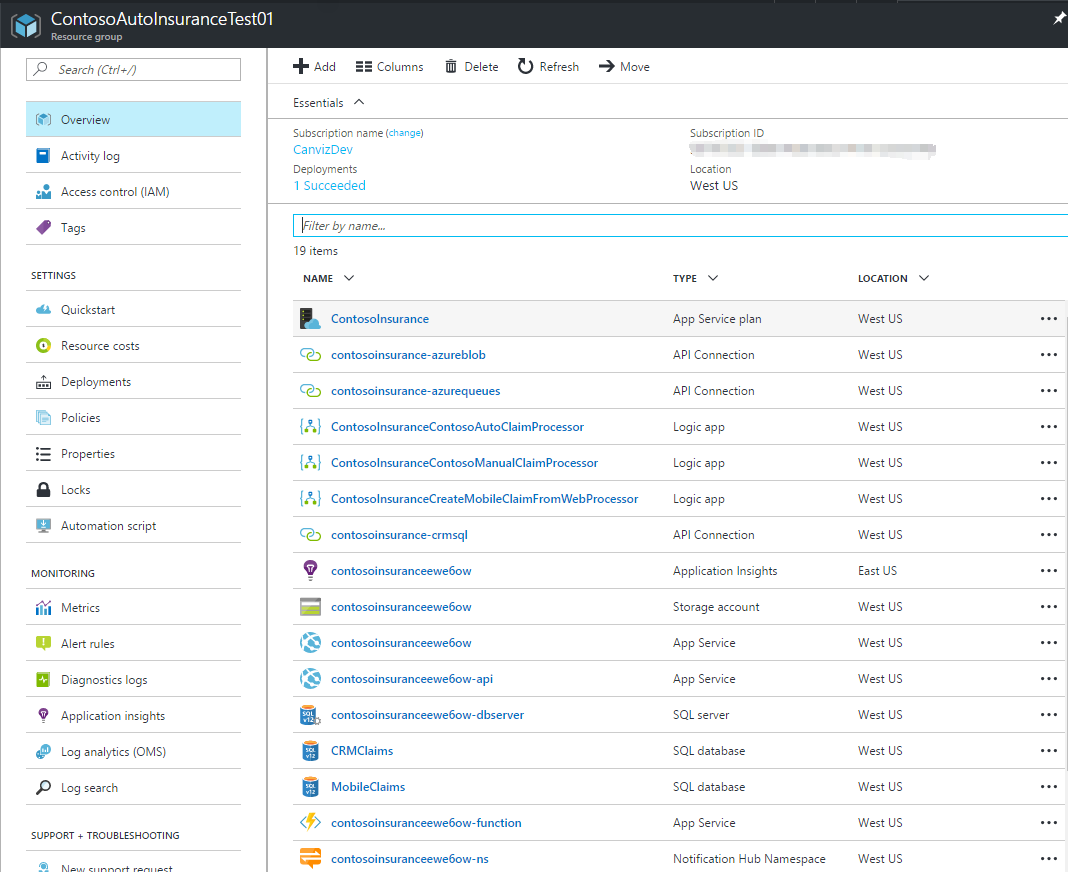 ContosoAutoInsuranceTest01
Resource group
Search (Ctrl+/)
Overview
Activity log
Access control (IAM)
Tags
SETTINGS
Quickstart
Resource costs
Deployments
Policies
Properties
Locks
Automation script
MONITORING
Metrics
Alert rules
Diagnostics logs
Application insights
Log analytics (OMS)
Log search
SUPPORT + TROUBLESHOOTING
New support request
Add Columns Delete Refresh Move
Essentials
Subscription name (change) Subscription ID
CanvizDev
Deployments Location
1 Succeeded West US
Filter by name...
19 items
NAME TYPE LOCATION
ContosoInsurance App Service plan West US
contosoinsurance-azureblob API Connection West US
contosoinsurance-azurequeues API Connection West US
ContosoInsuranceContosoAutoClaimProcessor Logic app West US
ContosoInsuranceContosoManualClaimProcessor Logic app West US
ContosoInsuranceCreateMobileClaimFromWebProcessor Logic app West US
contosoinsurance-crmsql API Connection West US
contosoinsuranceewe6ow Application Insights East US
contosoinsuranceewe6ow Storage account West US
contosoinsuranceewe6ow App Service West US
contosoinsuranceewe6ow-api App Service West US
contosoinsuranceewe6ow-dbserver SQL server West US
CRMClaims SQL database West US
MobileClaims SQL database West US
contosoinsuranceewe6ow-function App Service West US
contosoinsuranceewe6ow-ns Notification Hub Namespace West US